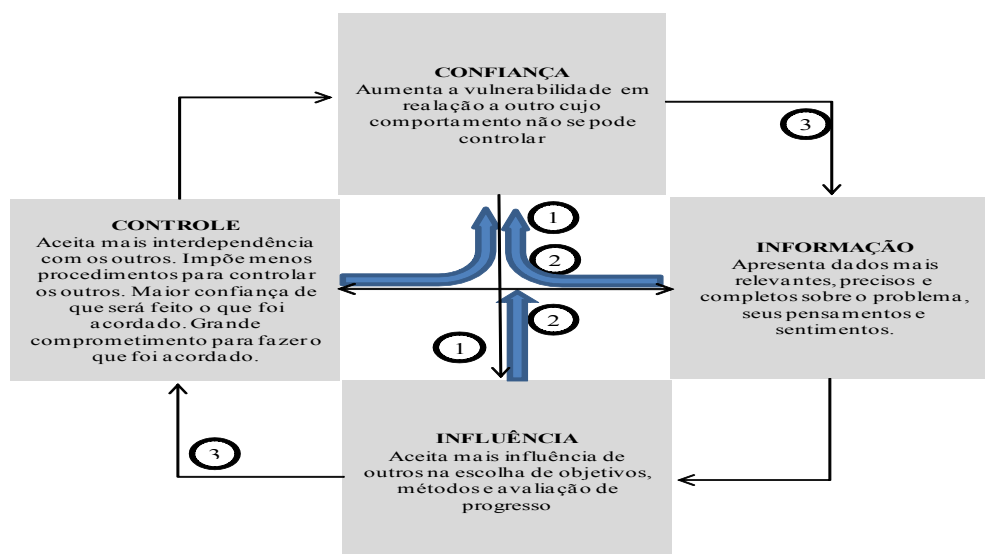 CONFIANÇA
Aumenta a vulnerabilidade em
realação a outro cujo
comportamento não se pode
controlar
3
CONTROLE
Aceita mais interdependência
com os outros. Impõe menos
procedimentos para controlar
os outros. Maior confiança de
que será feito o que foi
acordado. Grande
comprometimento para fazer o
que foi acordado.
1
2
2
1
INFORMAÇÃO
Apresenta dados mais
relevantes, precisos e
completos sobre o problema,
seus pensamentos e
sentimentos.
3
INFLUÊNCIA
Aceita mais influência de
outros na escolha de objetivos,
métodos e avaliação de
progresso